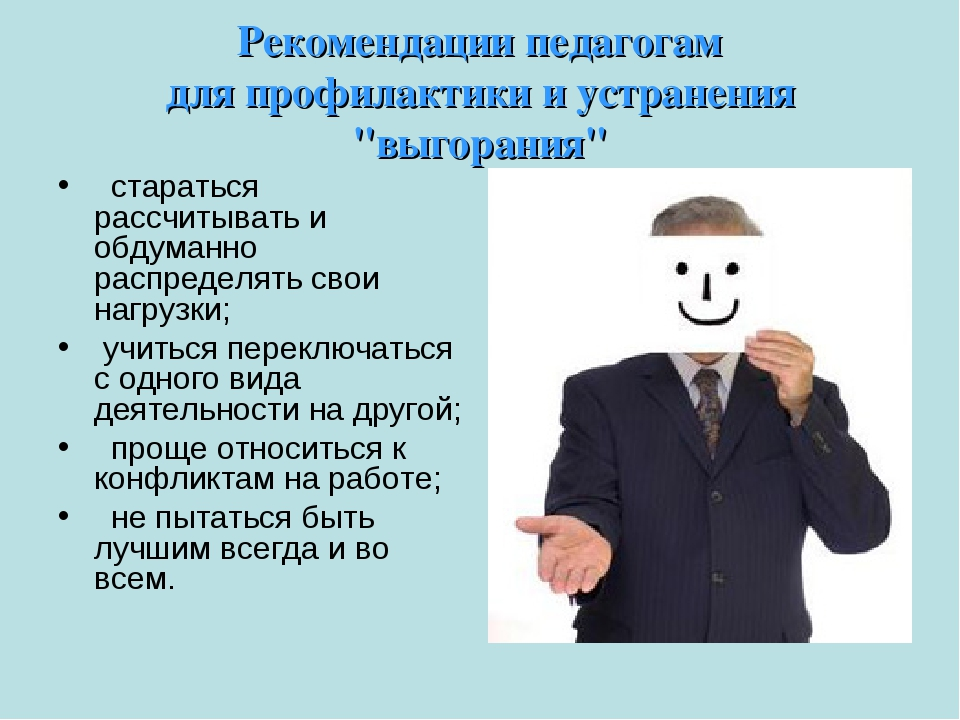 Рекомендации педагогам
для профилактики и устранения
"выгорания"
• стараться
рассчитывать и
обдуманно
распределять свои
нагрузки;
• учиться переключаться
с одного вида
деятельности на другой;
• проще относиться к
конфликтам на работе;
• не пытаться быть
лучшим всегда и во
всем.